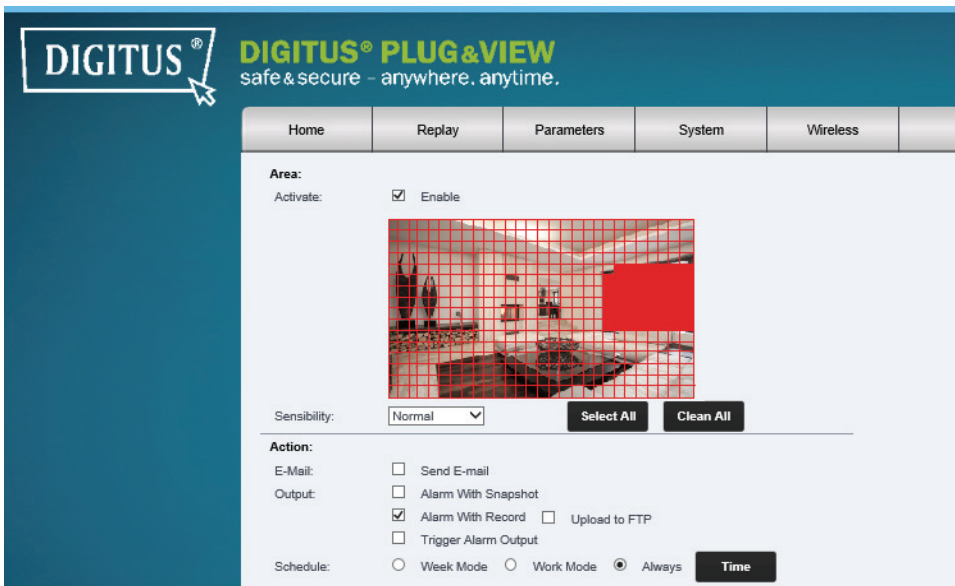 DIGITUS®
DIGITUS® PLUG&VIEW
safe & secure – anywhere. anytime.
Home Replay Parameters System Wireless
Area:
Activate: Enable
Sensibility: Normal Select All Clean All
Action:
E-Mail: Send E-mail
Output: Alarm With Snapshot
Alarm With Record Upload to FTP
Trigger Alarm Output
Schedule: Week Mode Work Mode Always Time